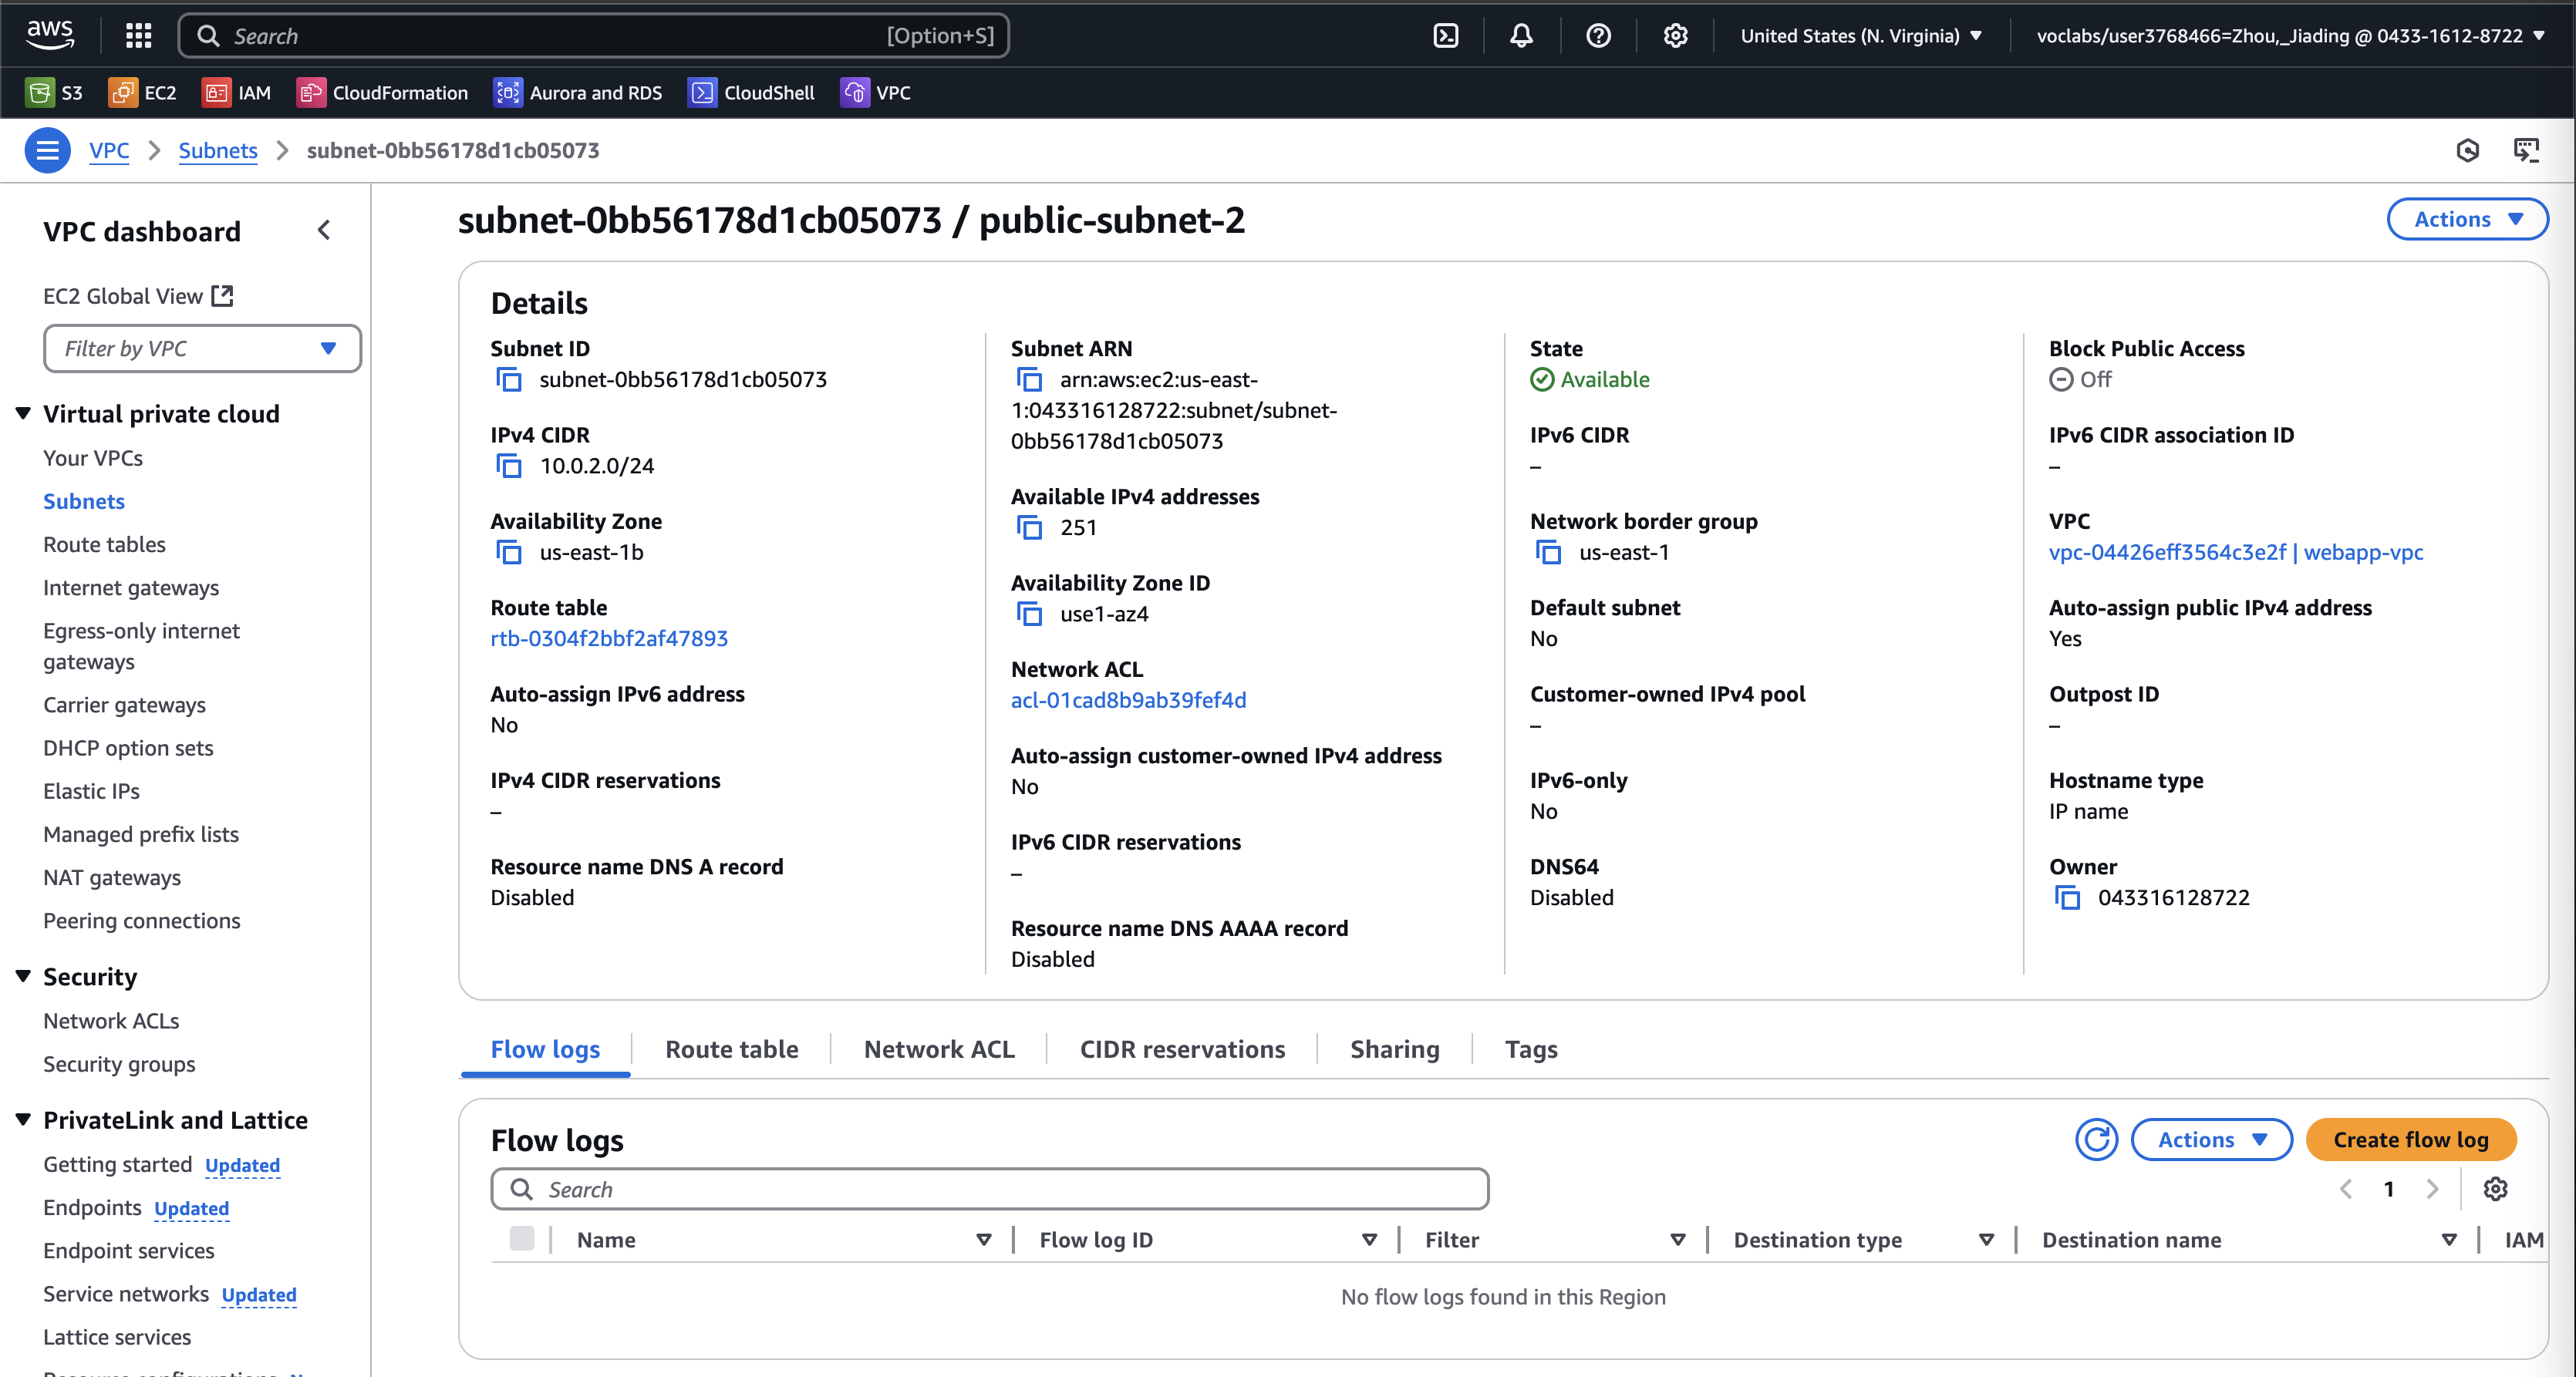 aws
Search [Option+S]
United States (N. Virginia)
voclabs/user3768466=Zhou,_Jiading @ 0433-1612-8722
S3
EC2
IAM
CloudFormation
Aurora and RDS
CloudShell
VPC
VPC
Subnets
subnet-0bb56178d1cb05073
VPC dashboard
EC2 Global View
Filter by VPC
Virtual private cloud
Your VPCs
Subnets
Route tables
Internet gateways
Egress-only internet
gateways
Carrier gateways
DHCP option sets
Elastic IPs
Managed prefix lists
NAT gateways
Peering connections
Security
Network ACLs
Security groups
PrivateLink and Lattice
Getting started Updated
Endpoints Updated
Endpoint services
Service networks Updated
Lattice services
subnet-0bb56178d1cb05073 / public-subnet-2
Actions
Details
Subnet ID
subnet-0bb56178d1cb05073
IPv4 CIDR
10.0.2.0/24
Availability Zone
us-east-1b
Route table
rtb-0304f2bbf2af47893
Auto-assign IPv6 address
No
IPv4 CIDR reservations
–
Resource name DNS A record
Disabled
Subnet ARN
arn:aws:ec2:us-east-
1:043316128722:subnet/subnet-
0bb56178d1cb05073
Available IPv4 addresses
251
Availability Zone ID
use1-az4
Network ACL
acl-01cad8b9ab39fef4d
Auto-assign customer-owned IPv4 address
No
IPv6 CIDR reservations
–
Resource name DNS AAAA record
Disabled
State
Available
IPv6 CIDR
–
Network border group
us-east-1
Default subnet
No
Customer-owned IPv4 pool
–
IPv6-only
No
DNS64
Disabled
Block Public Access
Off
IPv6 CIDR association ID
–
VPC
vpc-04426eff3564c3e2f | webapp-vpc
Auto-assign public IPv4 address
Yes
Outpost ID
–
Hostname type
IP name
Owner
043316128722
Flow logs
Route table
Network ACL
CIDR reservations
Sharing
Tags
Flow logs
Actions
Create flow log
Search
1
Name
Flow log ID
Filter
Destination type
Destination name
IAM
No flow logs found in this Region